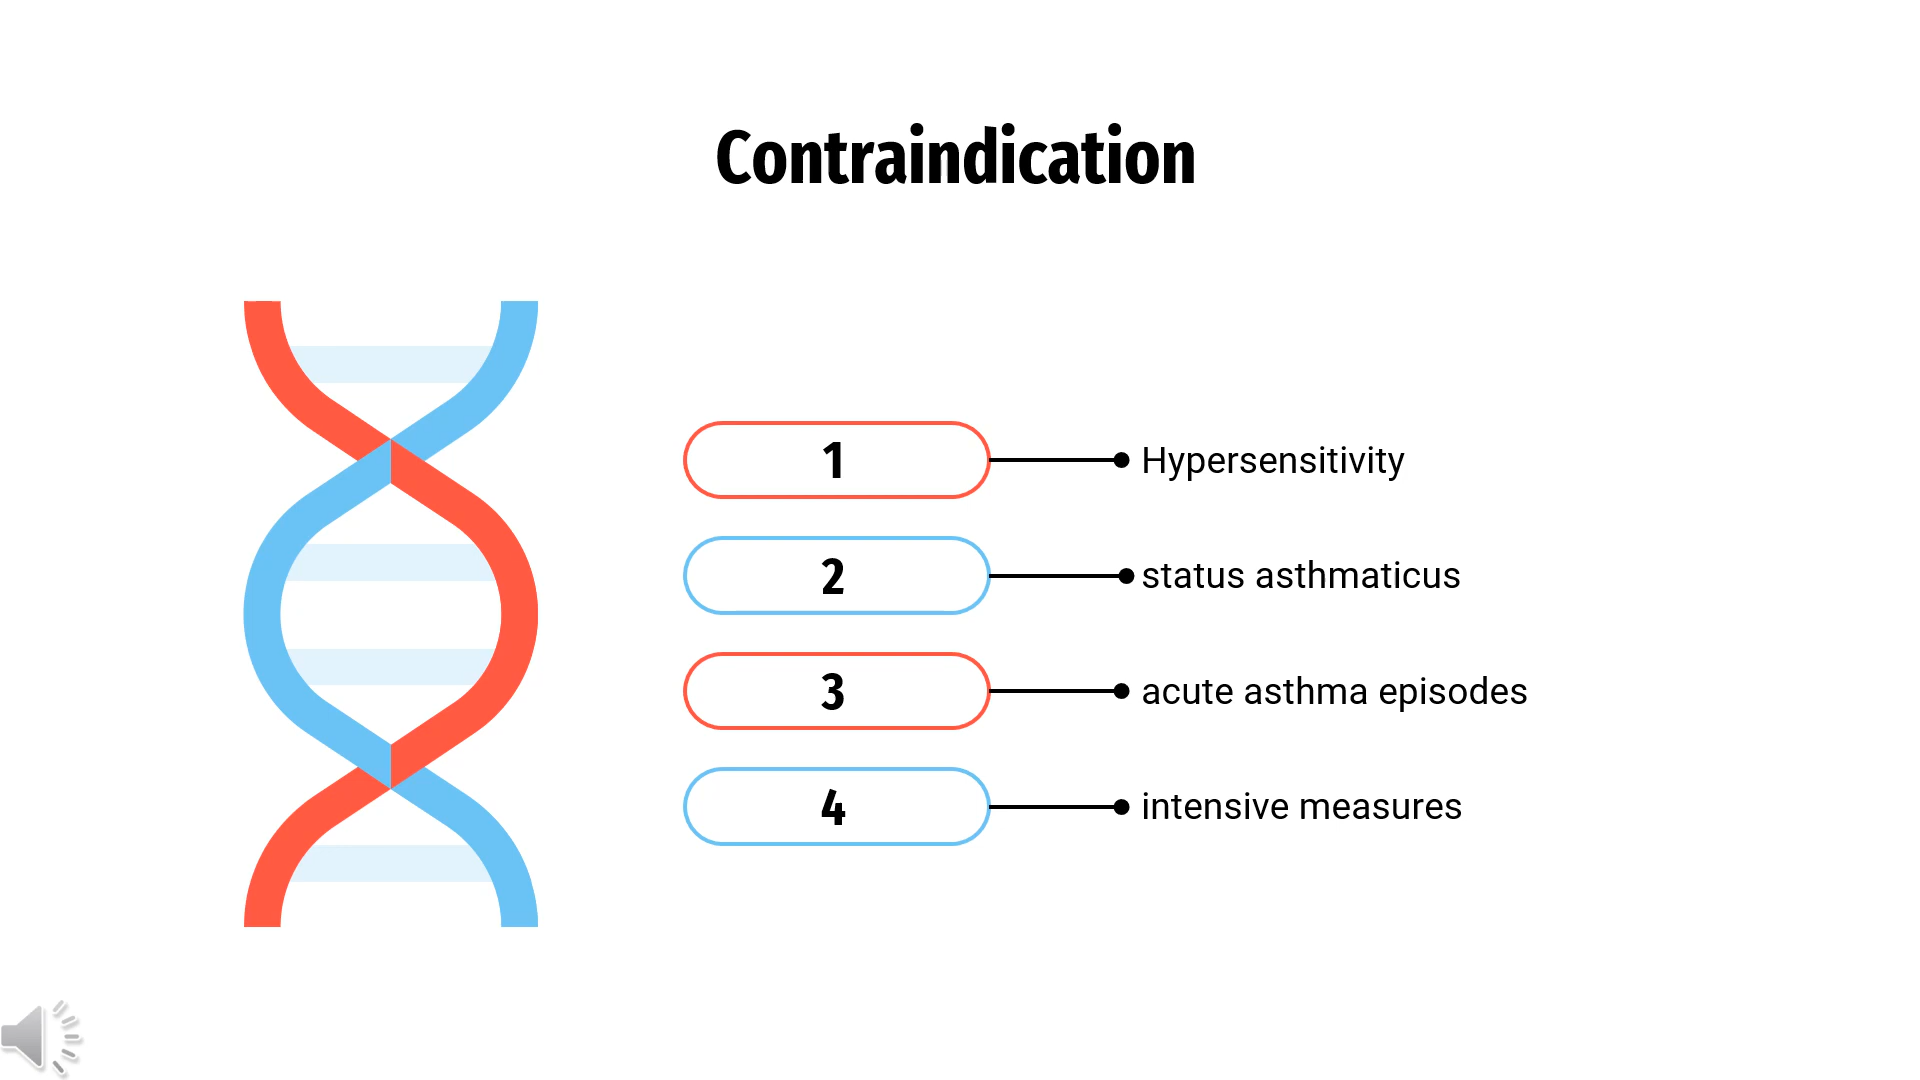 Contraindication
1 Hypersensitivity
2 status asthmaticus
3 acute asthma episodes
4 intensive measures